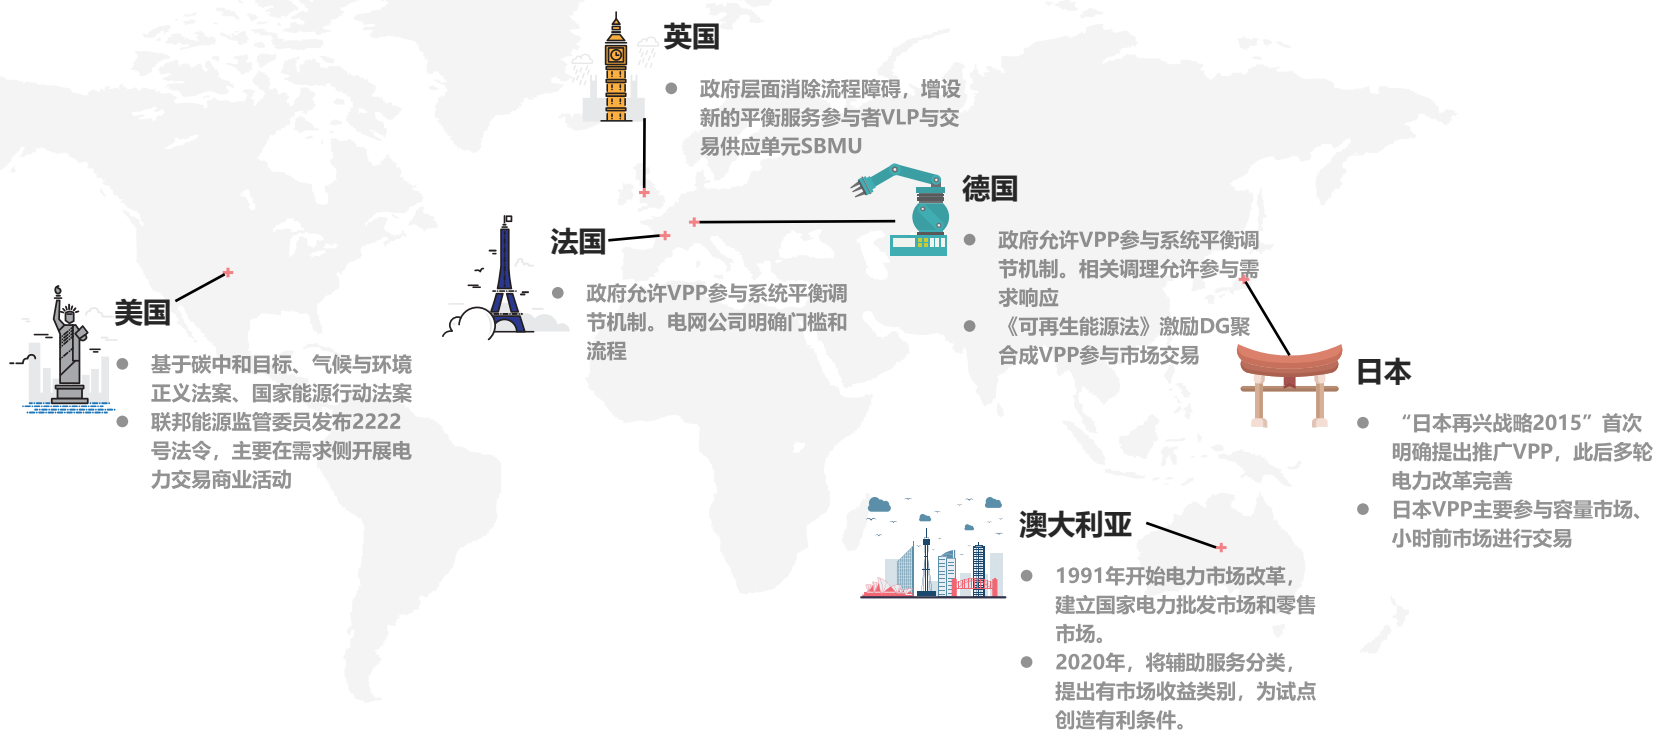 英国
政府层面消除流程障碍，增设
新的平衡服务参与者VLP与交
易供应单元SBMU
德国
政府允许VPP参与系统平衡调
节机制。相关调理允许参与需
求响应
《可再生能源法》激励DG聚
合成VPP参与市场交易
法国
政府允许VPP参与系统平衡调
节机制。电网公司明确门槛和
流程
美国
基于碳中和目标、气候与环境
正义法案、国家能源行动法案
联邦能源监管委员发布2222
号法令，主要在需求侧开展电
力交易商业活动
日本
“日本再兴战略2015”首次
明确提出推广VPP，此后多轮
电力改革完善
日本VPP主要参与容量市场、
小时前市场进行交易
澳大利亚
1991年开始电力市场改革，
建立国家电力批发市场和零售
市场。
2020年，将辅助服务分类，
提出有市场收益类别，为试点
创造有利条件。